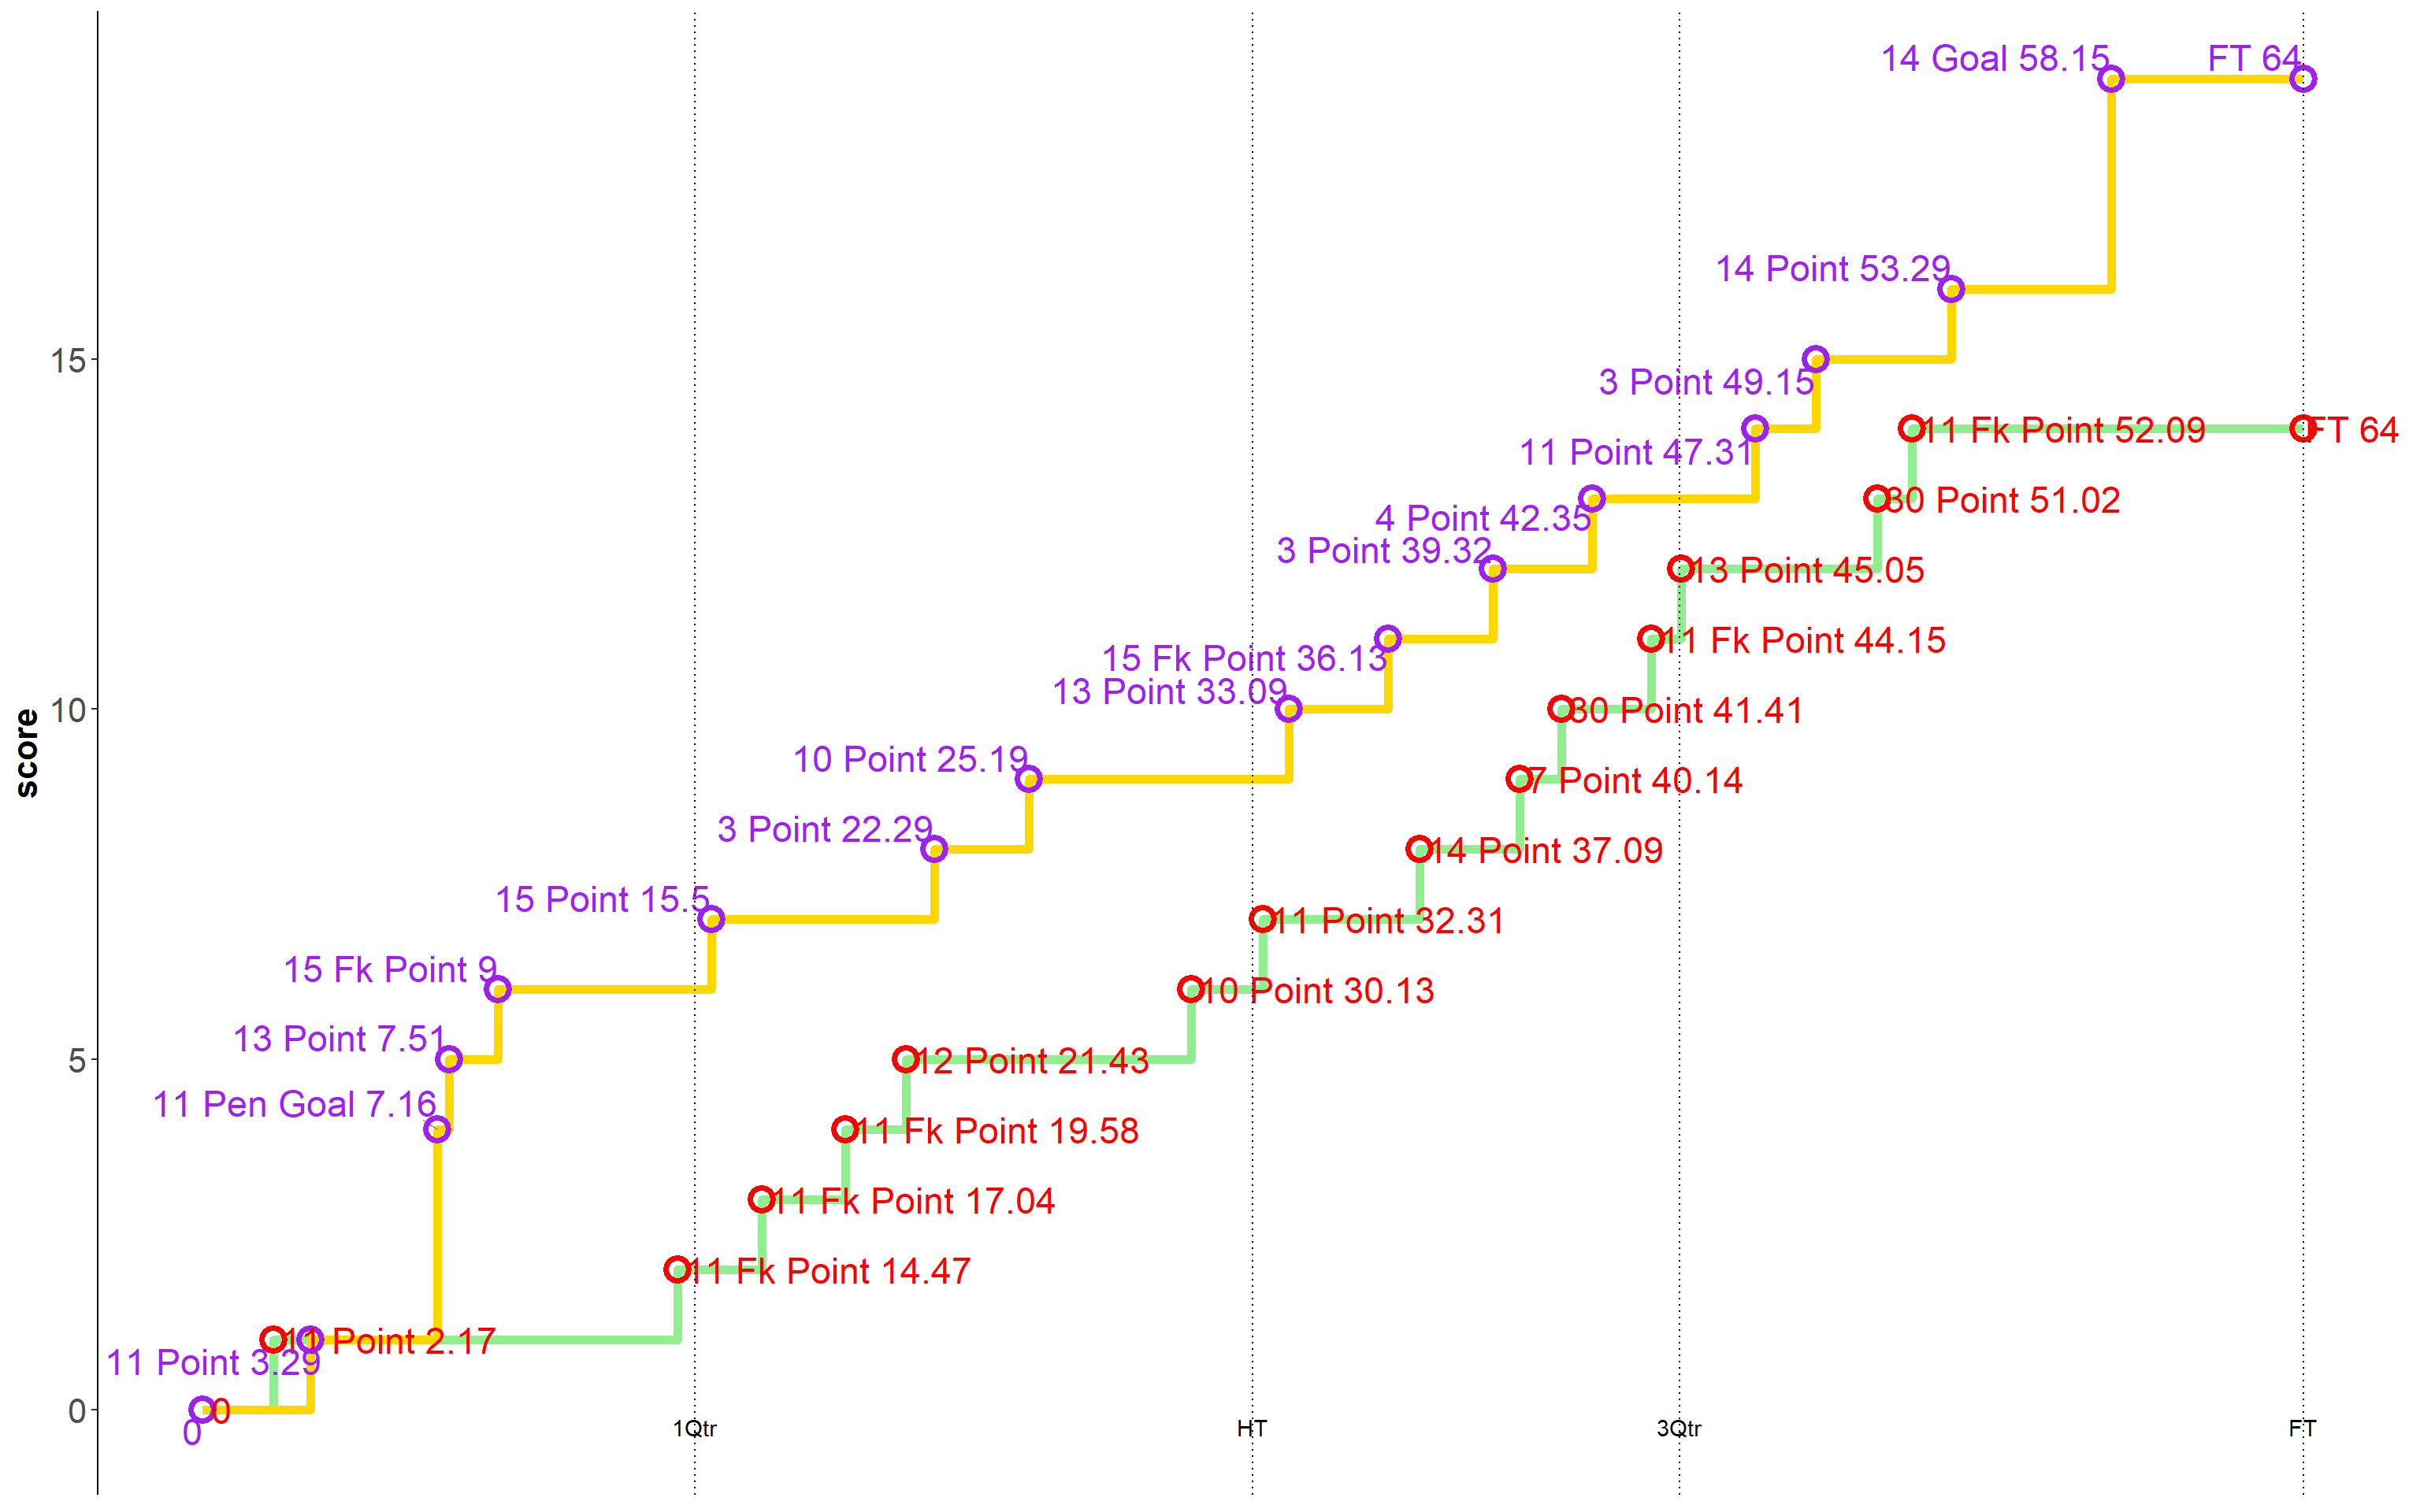 14 Goal 58.15
FT 64
14 Point 53.29
15
3 Point 49.15
11 Fk Point 52.09
FT 64
11 Point 47.31
30 Point 51.02
4 Point 42.35
3 Point 39.32
13 Point 45.05
11 Fk Point 44.15
15 Fk Point 36.13
13 Point 33.09
10
30 Point 41.41
score
10 Point 25.19
7 Point 40.14
3 Point 22.29
14 Point 37.09
15 Point 15.5
11 Point 32.31
15 Fk Point 9
10 Point 30.13
13 Point 7.51
5
12 Point 21.43
11 Pen Goal 7.16
11 Fk Point 19.58
11 Fk Point 17.04
11 Fk Point 14.47
11 Point 2.17
11 Point 3.29
0
0
0
1Qtr
HT
3Qtr
FT